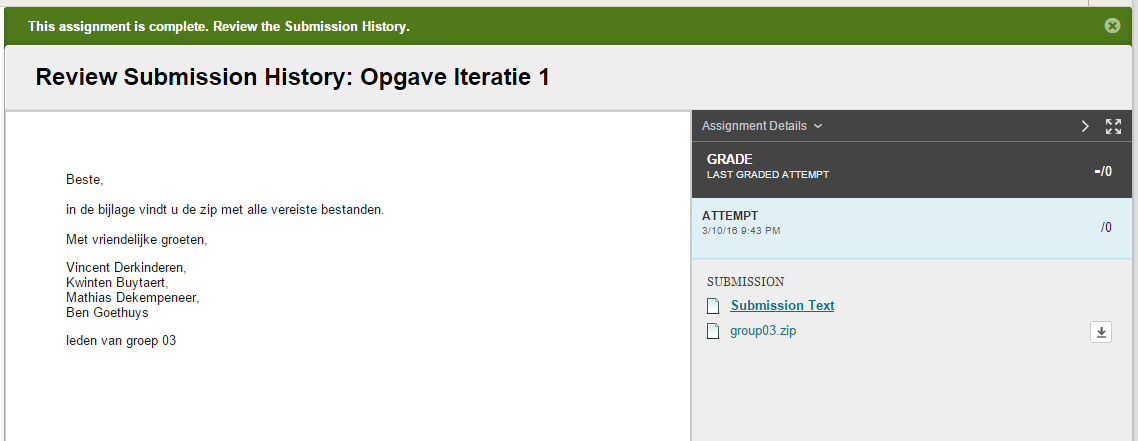 This assignment is complete. Review the Submission History.
Review Submission History: Opgave Iteratie 1
Beste,
in de bijlage vindt u de zip met alle vereiste bestanden.
Met vriendelijke groeten,
Vincent Derkinderen,
Kwinten Buytaert,
Mathias Dekempeneer,
Ben Goethuys
leden van groep 03
Assignment Details
GRADE
LAST GRADED ATTEMPT
-/0
ATTEMPT
3/10/16 9:43 PM
/0
SUBMISSION
Submission Text
group03.zip